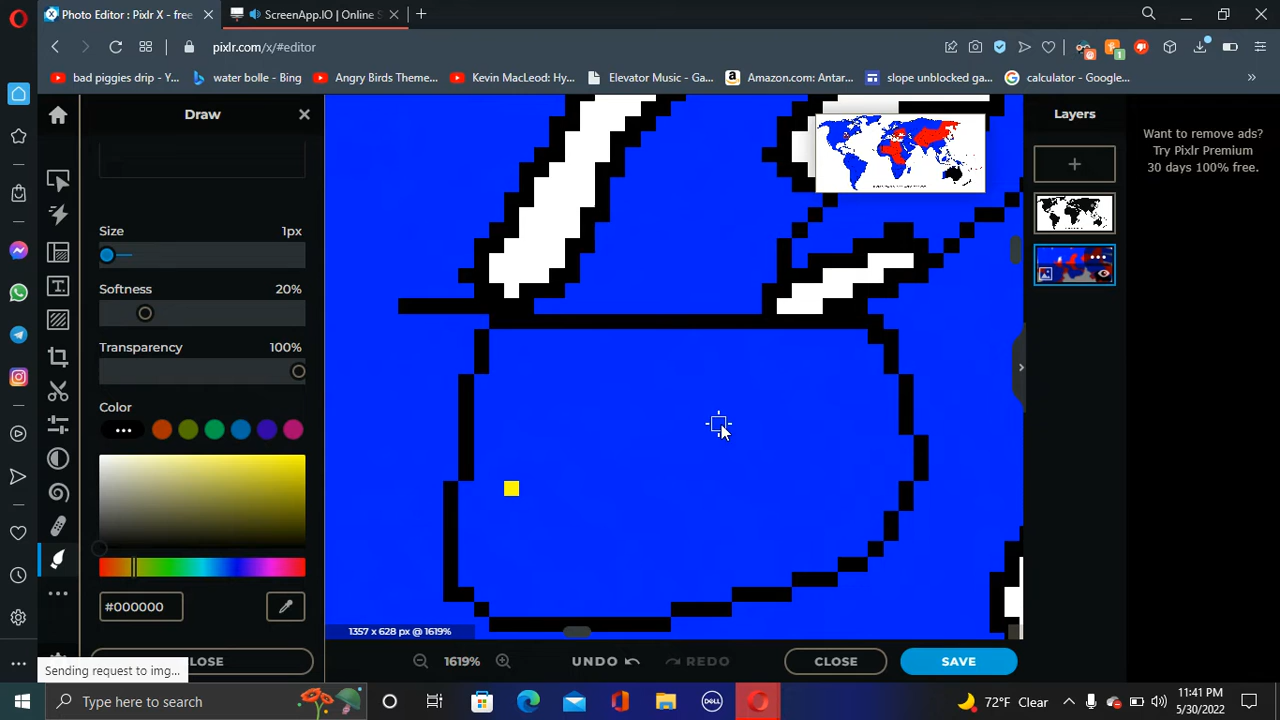 Photo Editor : Pixlr X - free
ScreenApp.IO | Online S
pixlr.com/x/#editor
bad piggies drip - Y...
water bolle - Bing
Angry Birds Theme...
Kevin MacLeod: Hy...
Elevator Music - G...
Amazon.com: Antar...
slope unblocked ga...
calculator - Google...
Draw
Size
1px
Softness
20%
Transparency
100%
Color
#000000
CLOSE
Sending request to img...
1357 x 628 px @ 1619%
1619%
UNDO
REDO
CLOSE
SAVE
Layers
Want to remove ads?
Try Pixlr Premium
30 days 100% free.
Type here to search
DELL
72°F Clear
11:41 PM
5/30/2022